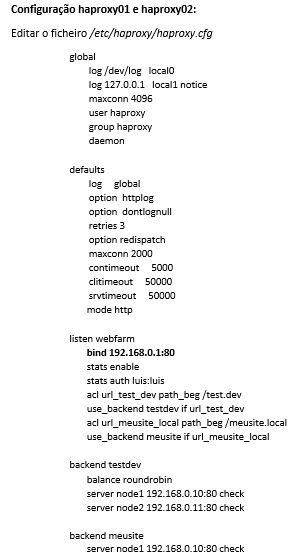 Configuração haproxy01 e haproxy02:
Editar o ficheiro /etc/haproxy/haproxy.cfg
global
log /dev/log local0
log 127.0.0.1 local1 notice
maxconn 4096
user haproxy
group haproxy
daemon
defaults
log global
option httplog
option dontlognull
retries 3
option redispatch
maxconn 2000
contimeout 5000
clitimeout 50000
srvtimeout 50000
mode http
listen webfarm
bind 192.168.0.1:80
stats enable
stats auth luis:luis
acl url_test_dev path_beg /test.dev
use_backend testdev if url_test_dev
acl url_meusite_local path_beg /meusite.local
use_backend meusite if url_meusite_local
backend testdev
balance roundrobin
server node1 192.168.0.10:80 check
server node2 192.168.0.11:80 check
backend meusite
server node1 192.168.0.10:80 check